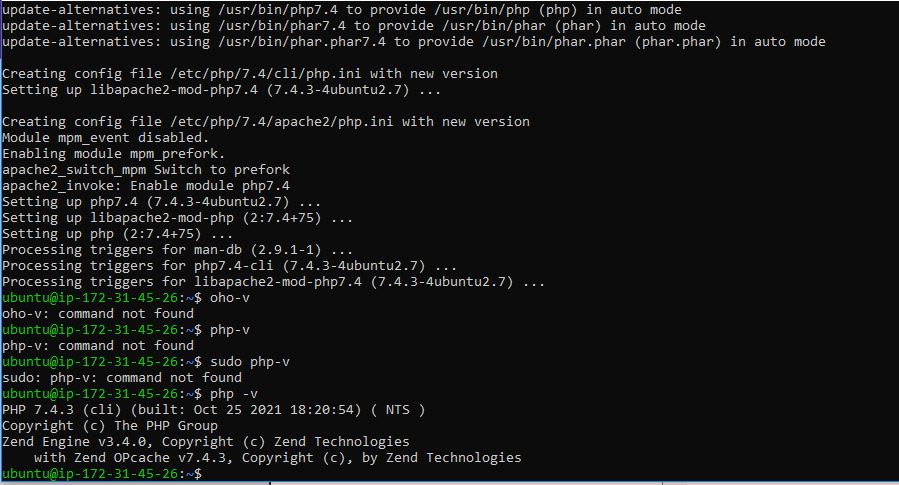 update-alternatives: using /usr/bin/php7.4 to provide /usr/bin/php (php) in auto mode
update-alternatives: using /usr/bin/phar7.4 to provide /usr/bin/phar (phar) in auto mode
update-alternatives: using /usr/bin/phar.phar7.4 to provide /usr/bin/phar.phar (phar.phar) in auto mode

Creating config file /etc/php/7.4/cli/php.ini with new version
Setting up libapache2-mod-php7.4 (7.4.3-4ubuntu2.7) ...

Creating config file /etc/php/7.4/apache2/php.ini with new version
Module mpm_event disabled.
Enabling module mpm_prefork.
apache2_switch_mpm Switch to prefork
apache2_invoke: Enable module php7.4
Setting up php7.4 (7.4.3-4ubuntu2.7) ...
Setting up libapache2-mod-php (2:7.4+75) ...
Setting up php (2:7.4+75) ...
Processing triggers for man-db (2.9.1-1) ...
Processing triggers for php7.4-cli (7.4.3-4ubuntu2.7) ...
Processing triggers for libapache2-mod-php7.4 (7.4.3-4ubuntu2.7) ...
ubuntu@ip-172-31-45-26:~$ oho-v
oho-v: command not found
ubuntu@ip-172-31-45-26:~$ php-v
php-v: command not found
ubuntu@ip-172-31-45-26:~$ sudo php-v
sudo: php-v: command not found
ubuntu@ip-172-31-45-26:~$ php -v
PHP 7.4.3 (cli) (built: Oct 25 2021 18:20:54) ( NTS )
Copyright (c) The PHP Group
Zend Engine v3.4.0, Copyright (c) Zend Technologies
    with Zend OPcache v7.4.3, Copyright (c), by Zend Technologies
ubuntu@ip-172-31-45-26:~$